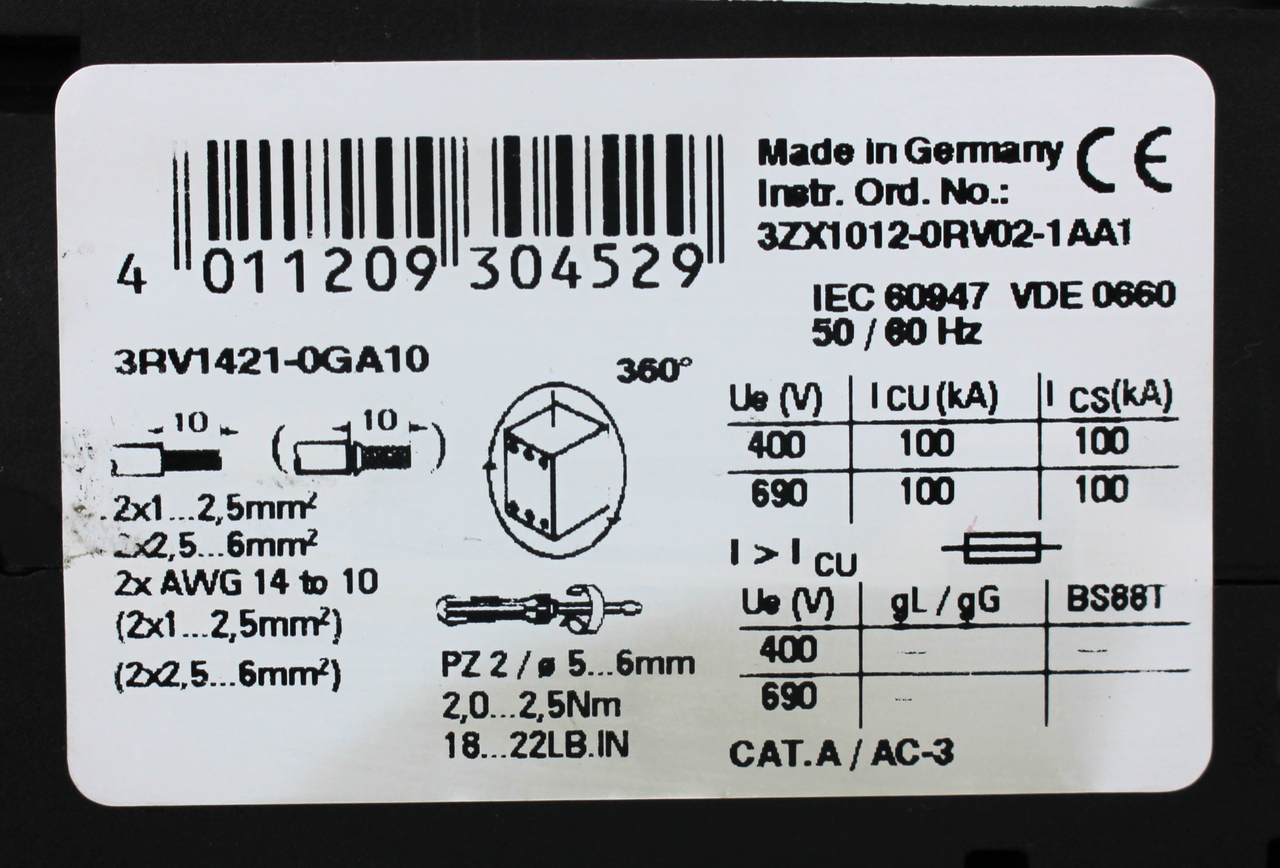 4 011209 304529
Made in Germany CE
Instr. Ord. No.:
3ZX1012-0RV02-1AA1
IEC 60947 VDE 0660
50 / 60 Hz
3RV1421-0GA10
10 (10)
2x1...2,5mm²
2x2,5...6mm²
2x AWG 14 to 10
(2x1...2,5mm²)
(2x2,5...6mm²)
360°
PZ 2 / ø 5...6mm
2,0...2,5Nm
18...22LB.IN
Ue (V) I CU (kA) I CS(kA)
400 100 100
690 100 100
I > I CU
Ue (V) gL / gG BS88T
400 -- --
690 --
CAT.A / AC-3